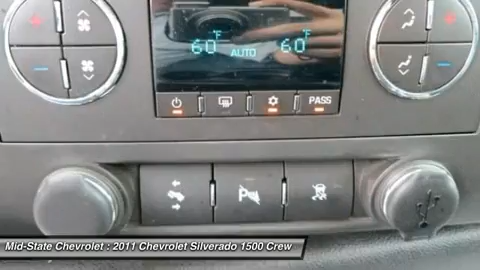 °F
°F
60 AUTO 60
°F
°F
PASS
Mid-State Chevrolet : 2011 Chevrolet Silverado 1500 Crew